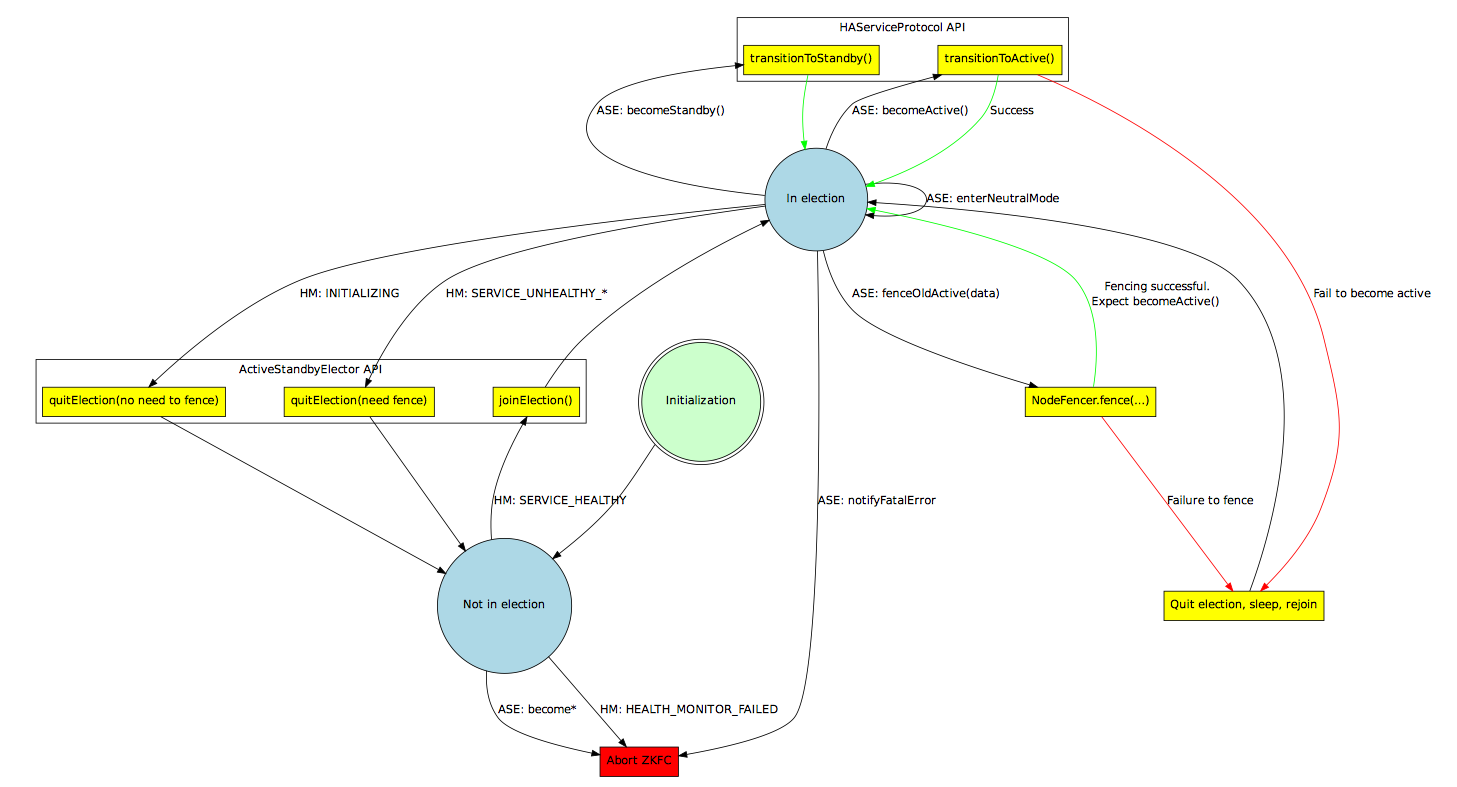 HAServiceProtocol API
transitionToStandby()
transitionToActive()
ASE: becomeStandby()
ASE: becomeActive()
Success
In election
ASE: enterNeutralMode
HM: INITIALIZING
HM: SERVICE_UNHEALTHY_*
ASE: fenceOldActive(data)
Fencing successful.
Expect becomeActive()
Fail to become active
ActiveStandbyElector API
quitElection(no need to fence)
quitElection(need fence)
joinElection()
Initialization
NodeFencer.fence(...)
HM: SERVICE_HEALTHY
ASE: notifyFatalError
Failure to fence
Not in election
Quit election, sleep, rejoin
ASE: become*
HM: HEALTH_MONITOR_FAILED
Abort ZKFC